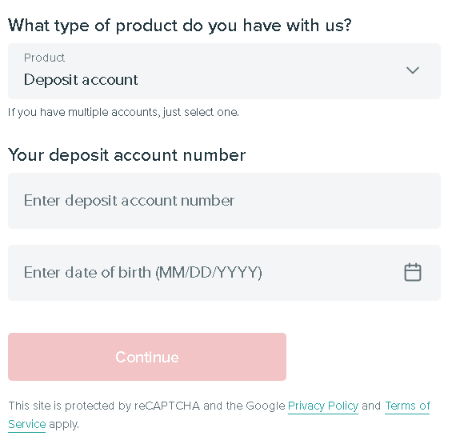 What type of product do you have with us?
Product
Deposit account
If you have multiple accounts, just select one.
Your deposit account number
Enter deposit account number
Enter date of birth (MM/DD/YYYY)
Continue
This site is protected by reCAPTCHA and the Google Privacy Policy and Terms of
Service apply.